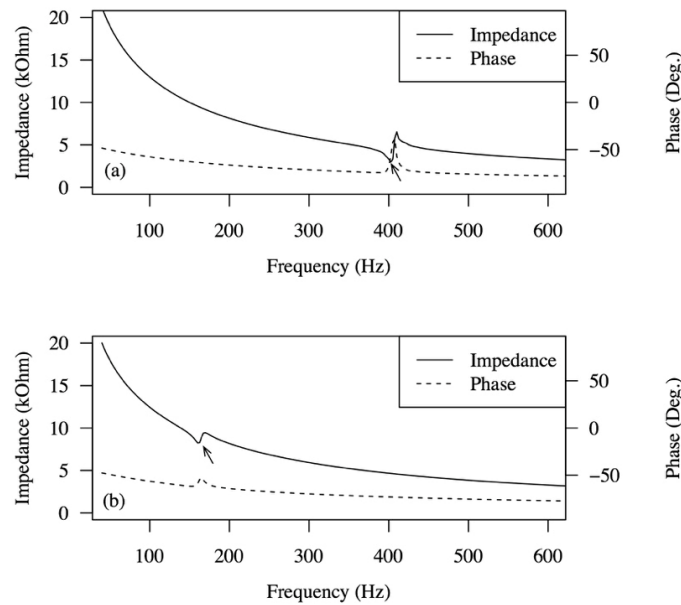 Impedance (kOhm)
20
15
10
5
0
Impedance
Phase
50
0
−50
Phase (Deg.)
(a)
100 200 300 400 500 600
Frequency (Hz)
Impedance (kOhm)
20
15
10
5
0
Impedance
Phase
50
0
−50
Phase (Deg.)
(b)
100 200 300 400 500 600
Frequency (Hz)